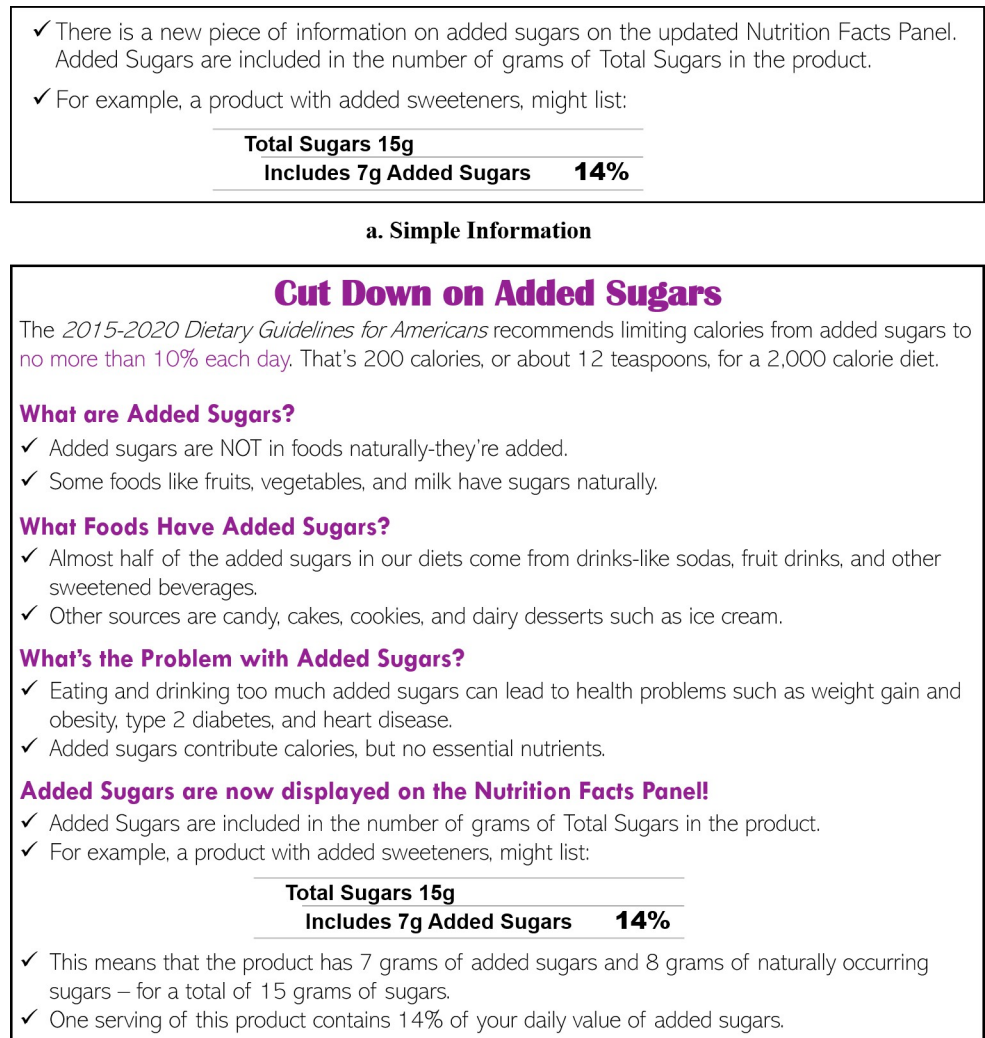 ✓ There is a new piece of information on added sugars on the updated Nutrition Facts Panel.
Added Sugars are included in the number of grams of Total Sugars in the product.
✓ For example, a product with added sweeteners, might list:
Total Sugars 15g
Includes 7g Added Sugars 14%
a. Simple Information
Cut Down on Added Sugars
The 2015-2020 Dietary Guidelines for Americans recommends limiting calories from added sugars to
no more than 10% each day. That's 200 calories, or about 12 teaspoons, for a 2,000 calorie diet.
What are Added Sugars?
✓ Added sugars are NOT in foods naturally-they're added.
✓ Some foods like fruits, vegetables, and milk have sugars naturally.
What Foods Have Added Sugars?
✓ Almost half of the added sugars in our diets come from drinks-like sodas, fruit drinks, and other
sweetened beverages.
✓ Other sources are candy, cakes, cookies, and dairy desserts such as ice cream.
What's the Problem with Added Sugars?
✓ Eating and drinking too much added sugars can lead to health problems such as weight gain and
obesity, type 2 diabetes, and heart disease.
✓ Added sugars contribute calories, but no essential nutrients.
Added Sugars are now displayed on the Nutrition Facts Panel!
✓ Added Sugars are included in the number of grams of Total Sugars in the product.
✓ For example, a product with added sweeteners, might list:
Total Sugars 15g
Includes 7g Added Sugars 14%
✓ This means that the product has 7 grams of added sugars and 8 grams of naturally occurring
sugars – for a total of 15 grams of sugars.
✓ One serving of this product contains 14% of your daily value of added sugars.